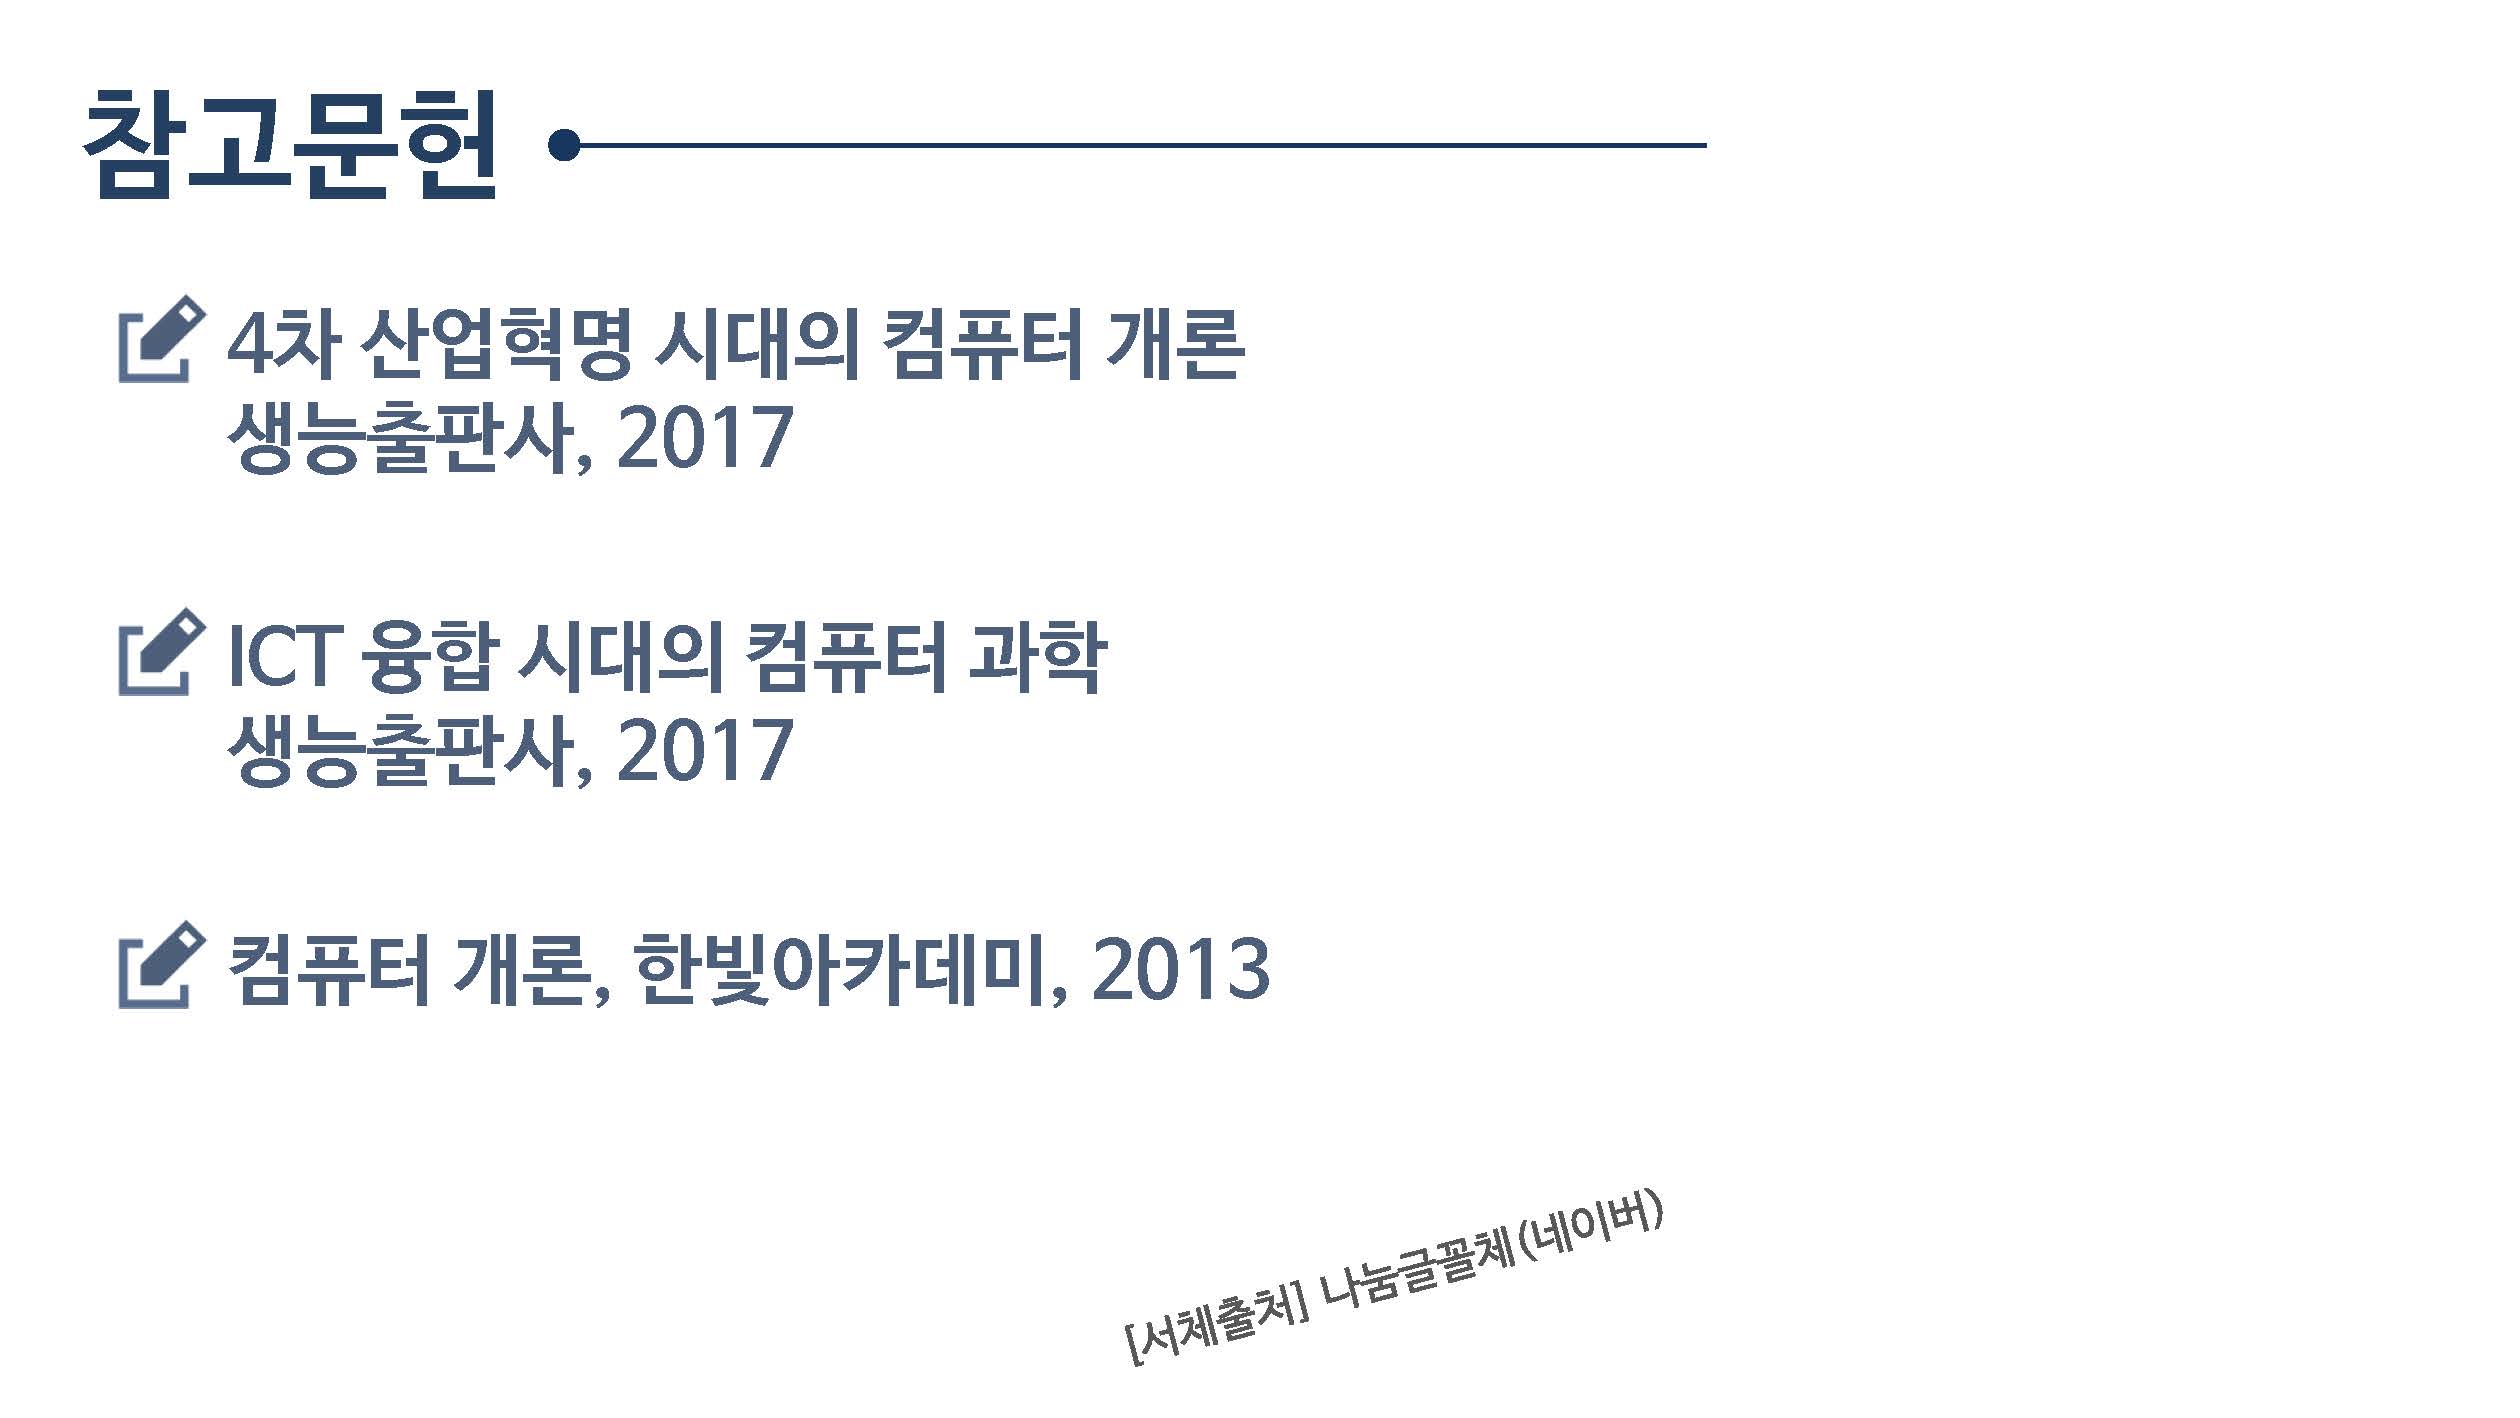 참고문헌
4차 산업혁명 시대의 컴퓨터 개론
생능출판사, 2017
ICT 융합 시대의 컴퓨터 과학
생능출판사, 2017
컴퓨터 개론, 한빛아카데미, 2013
[서체출처] 나눔글꼴체(네이버)